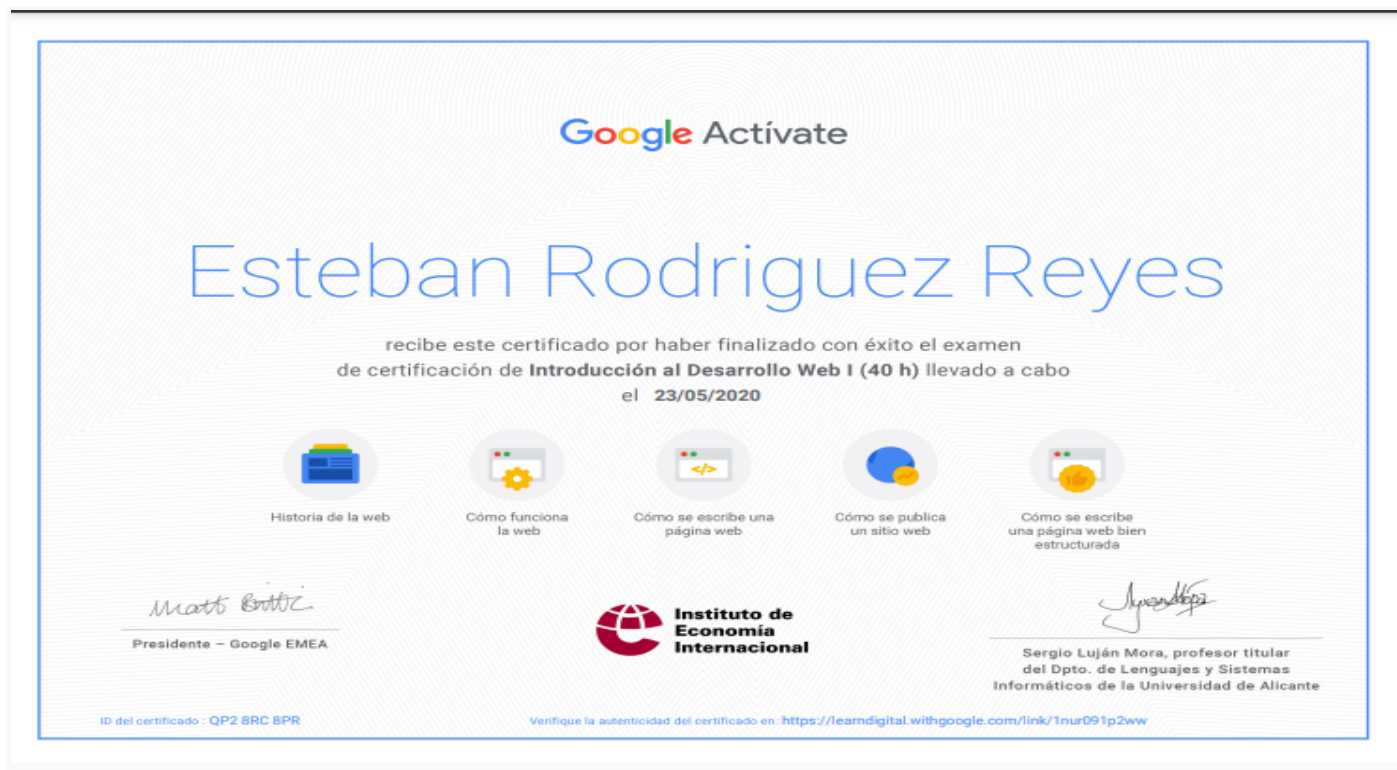 Google Actívate
Esteban Rodriguez Reyes
recibe este certificado por haber finalizado con éxito el examen
de certificación de Introducción al Desarrollo Web I (40 h) llevado a cabo
el 23/05/2020
</>
Historia de la web
Cómo funciona
la web
Cómo se escribe una
página web
Cómo se publica
un sitio web
Cómo se escribe
una página web bien
estructurada
Matt
Presidente – Google EMEA
Instituto de
Economía
Internacional
Sergio Luján Mora, profesor titular
del Dpto. de Lenguajes y Sistemas
Informáticos de la Universidad de Alicante
ID del certificado : QP2 8RC 8PR
Verifique la autenticidad del certificado en : https://learndigital.withgoogle.com/link/1nur091p2ww